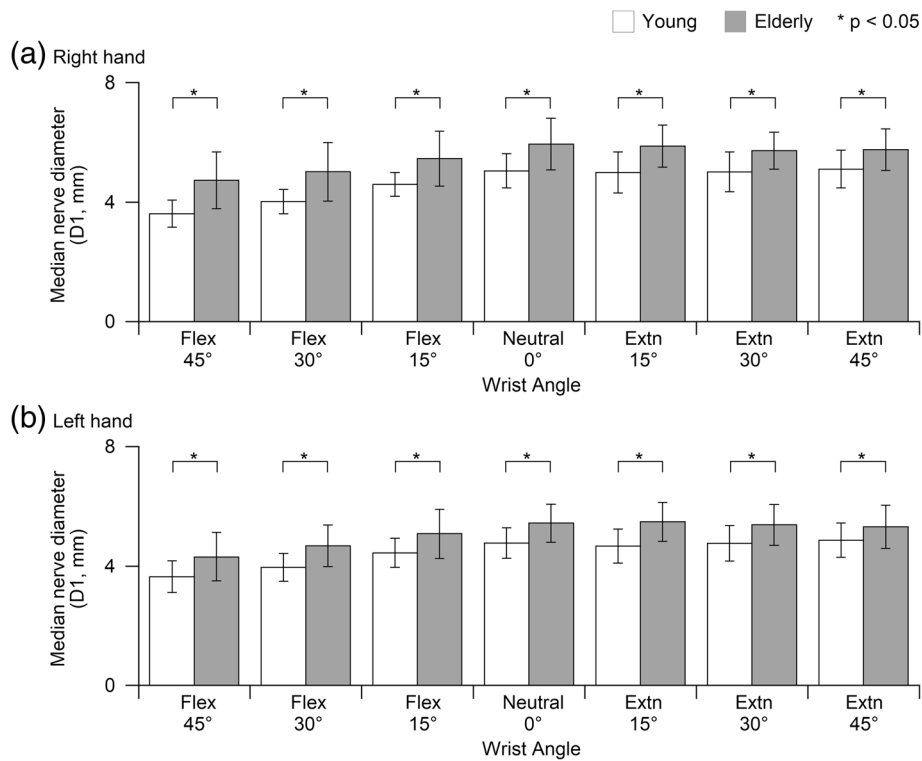 Young Elderly * p < 0.05
(a) Right hand
Median nerve diameter
(D1, mm)
8
4
0
* * * * * * *
Flex Flex Flex Neutral Extn Extn Extn
45° 30° 15° 0° 15° 30° 45°
Wrist Angle
(b) Left hand
Median nerve diameter
(D1, mm)
8
4
0
* * * * * * *
Flex Flex Flex Neutral Extn Extn Extn
45° 30° 15° 0° 15° 30° 45°
Wrist Angle